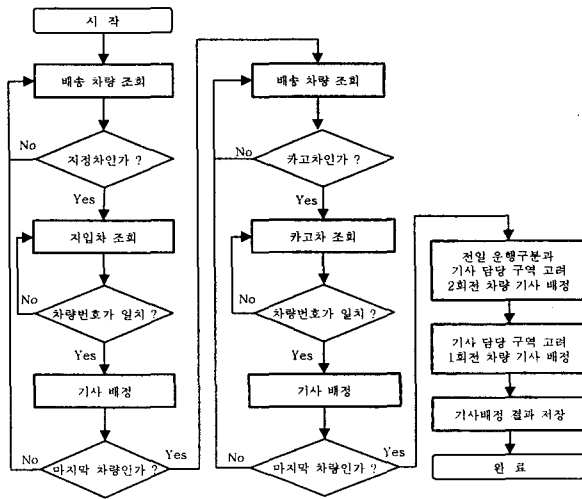 시 작
배송 차량 조회
No
지정차인가 ?
Yes
지입차 조회
No
차량번호가 일치 ?
Yes
기사 배정
No
마지막 차량인가 ?
Yes
배송 차량 조회
No
카고차인가 ?
Yes
카고차 조회
No
차량번호가 일치 ?
Yes
기사 배정
No
마지막 차량인가 ?
Yes
전일 운행구분과
기사 담당 구역 고려
2회전 차량 기사 배정
기사 담당 구역 고려
1회전 차량 기사 배정
기사배정 결과 저장
완 료